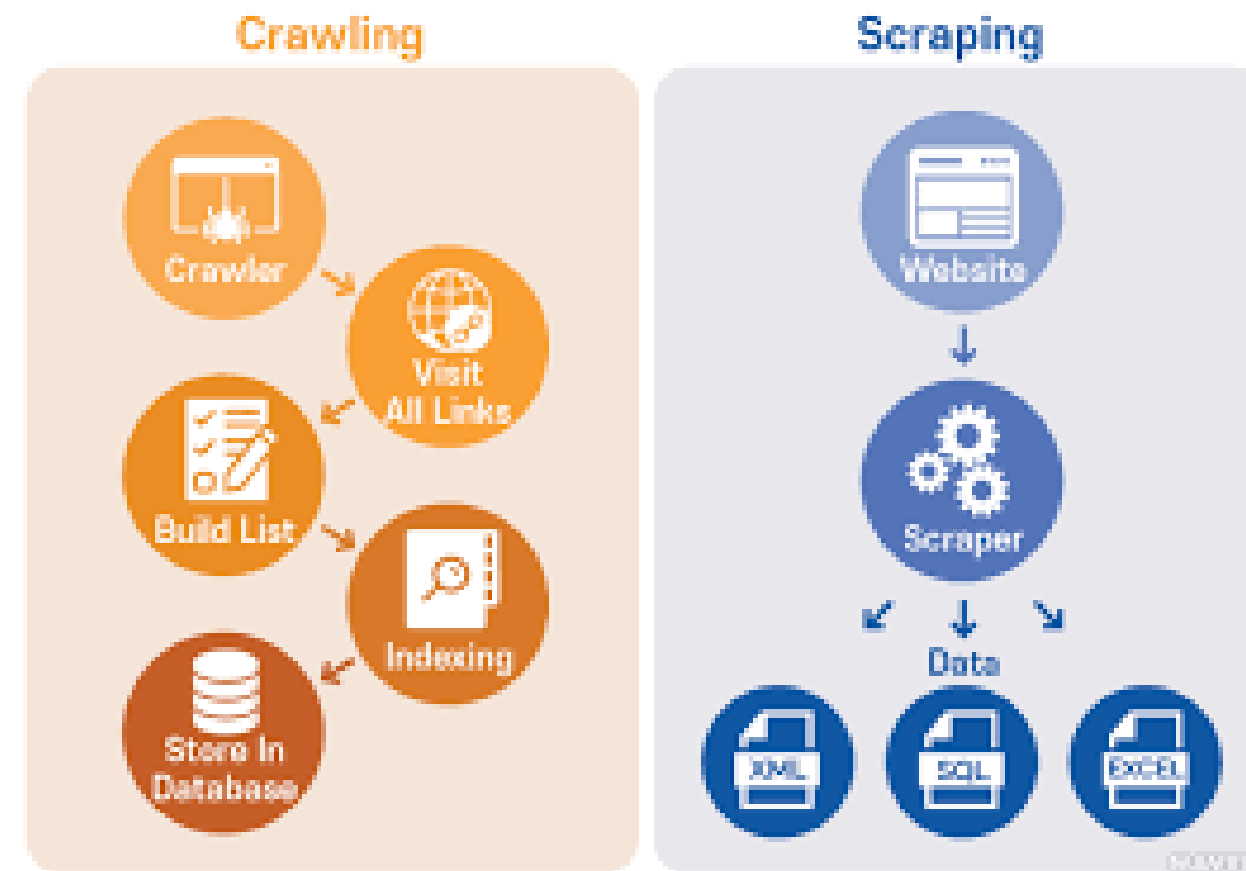 Crawling
Crawler
Visit
All Links
Build List
Indexing
Store In
Database
Scraping
Website
Scraper
Data
XML
SQL
EXCEL